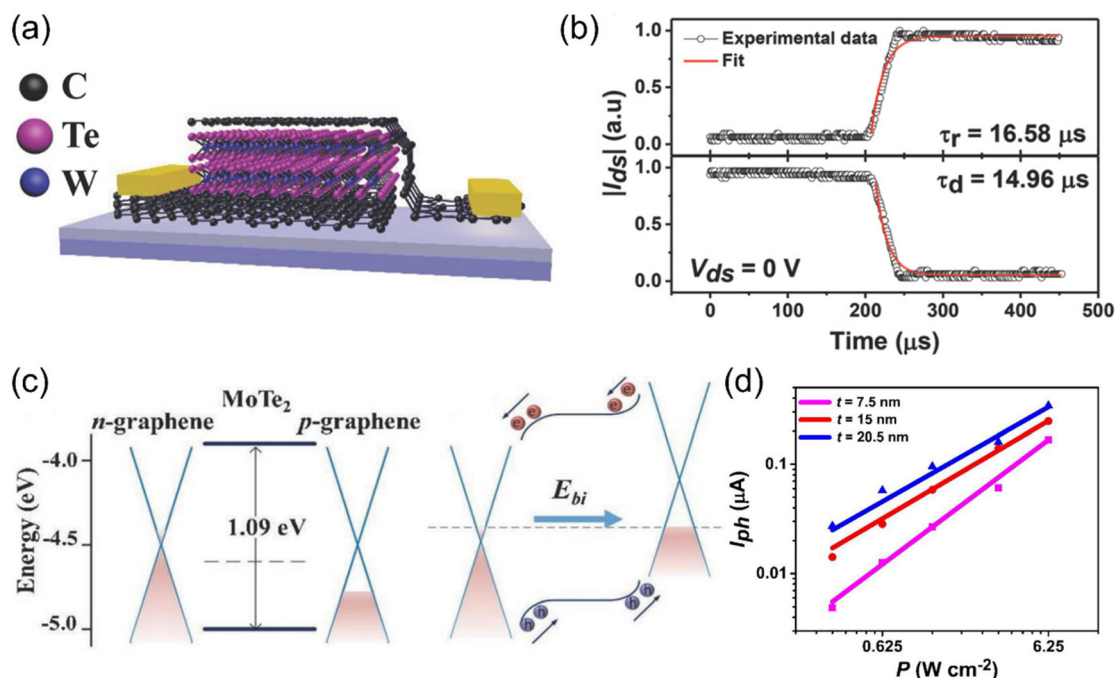 (a)
C
Te
W
(b)
1.0
0.5
0.0
1.0
0.5
0.0
|I_ds| (a.u)
Experimental data
Fit
τr = 16.58 μs
τd = 14.96 μs
Vds = 0 V
0 100 200 300 400 500
Time (μs)
(c)
n-graphene MoTe2 p-graphene
Energy (eV)
-4.0
-4.5
-5.0
1.09 eV
e e e e
Ebi
h h h h
(d)
t = 7.5 nm
t = 15 nm
t = 20.5 nm
Iph (μA)
0.1
0.01
0.625 6.25
P (W cm-2)